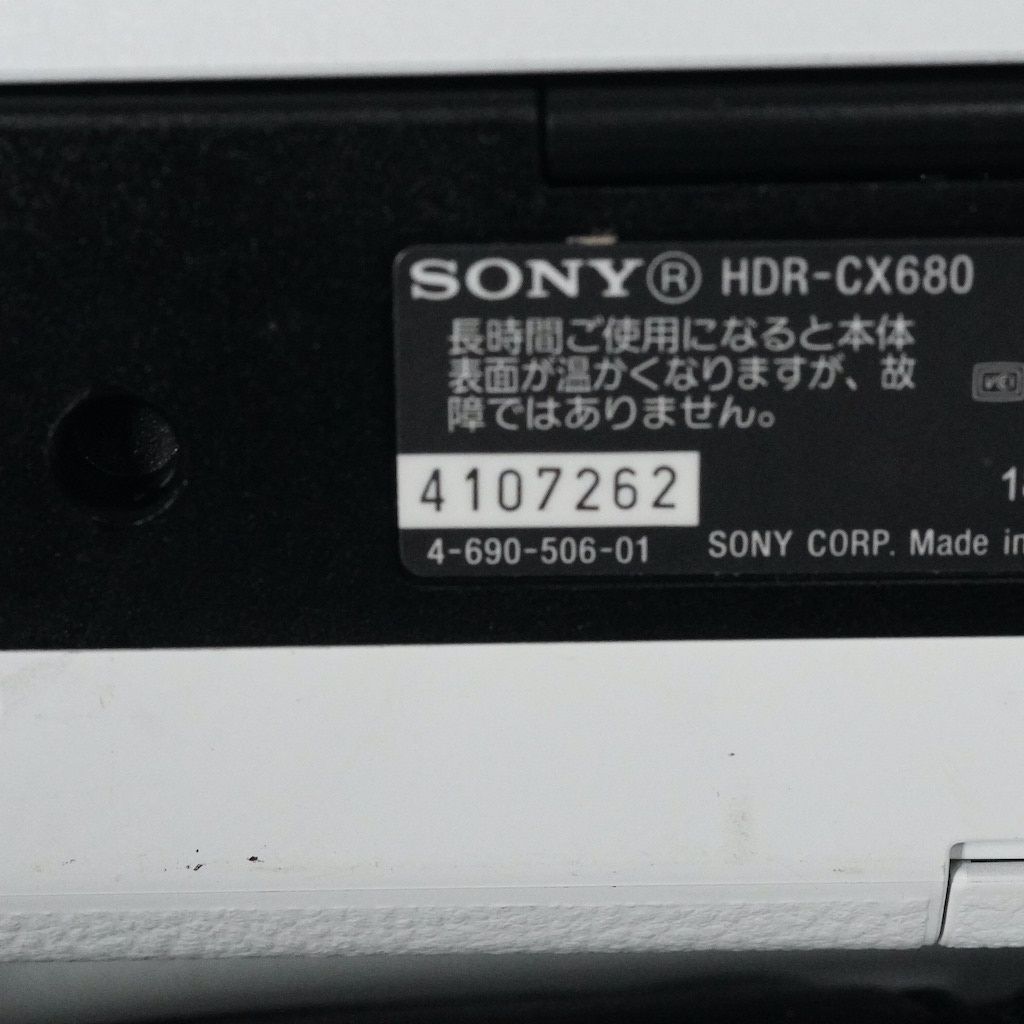 SONY® HDR-CX680
長時間ご使用になると本体
表面が温かくなりますが、故
障ではありません。
4107262
4-690-506-01
SONY CORP. Made in